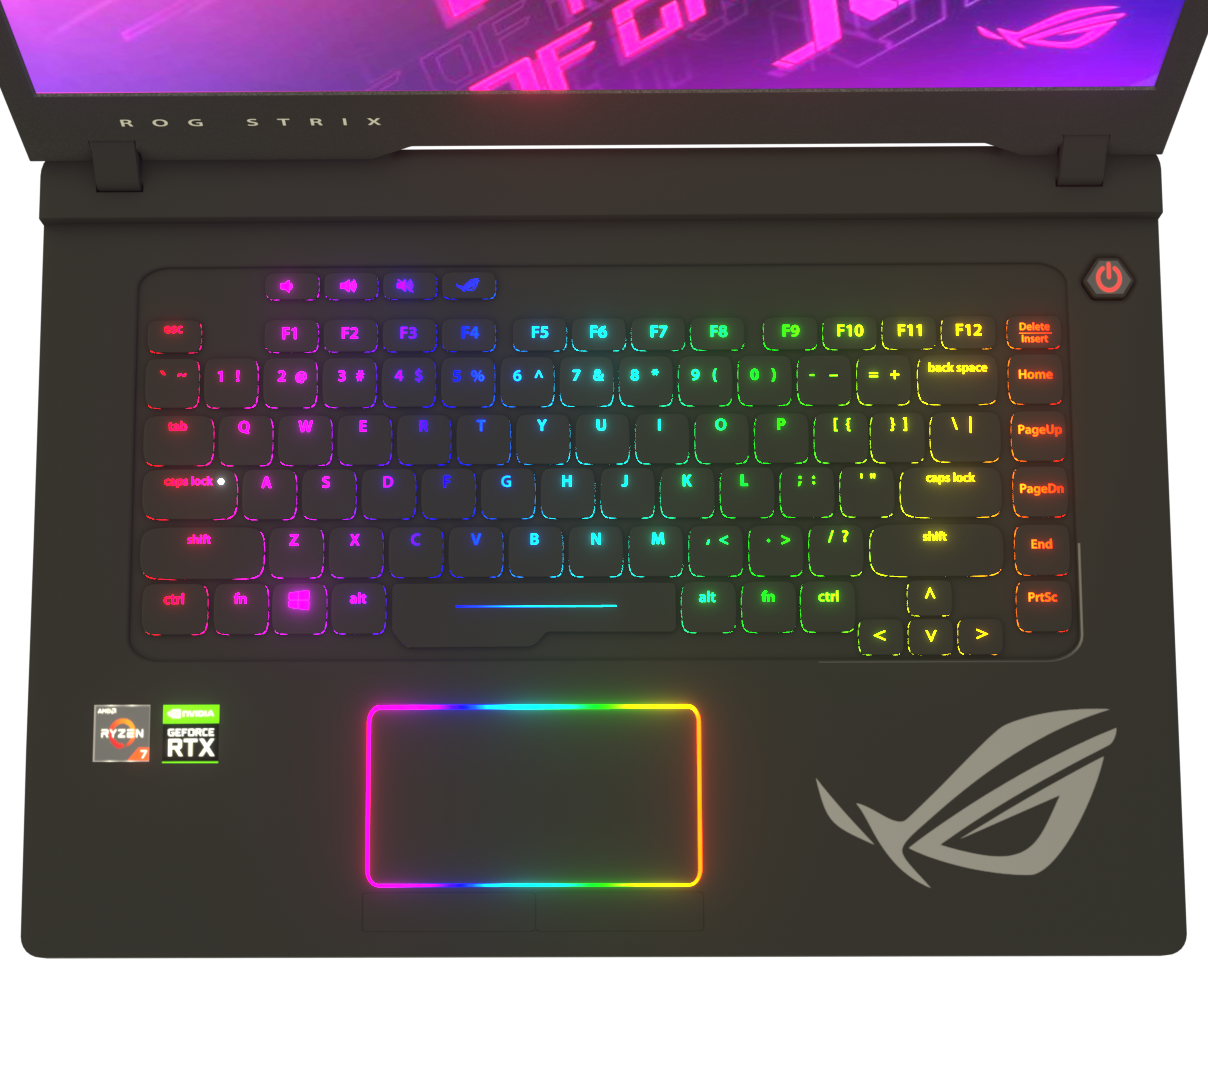 ROG STRIX
F1 F2 F3 F4 F5 F6 F7 F8 F9 F10 F11 F12
esc
Delete
Insert
` ~ 1 ! 2 @ 3 # 4 $ 5 % 6 ^ 7 & 8 * 9 ( 0 ) - – = + back space Home
tab Q W E R T Y U I O P [ { } ] \ | PageUp
caps lock A S D F G H J K L ; : ' " caps lock PageDn
shift Z X C V B N M , < . > / ? shift End
ctrl fn alt alt fn ctrl ^ PrtSc
< v >
AMD
RYZEN
7
NVIDIA
GEFORCE
RTX